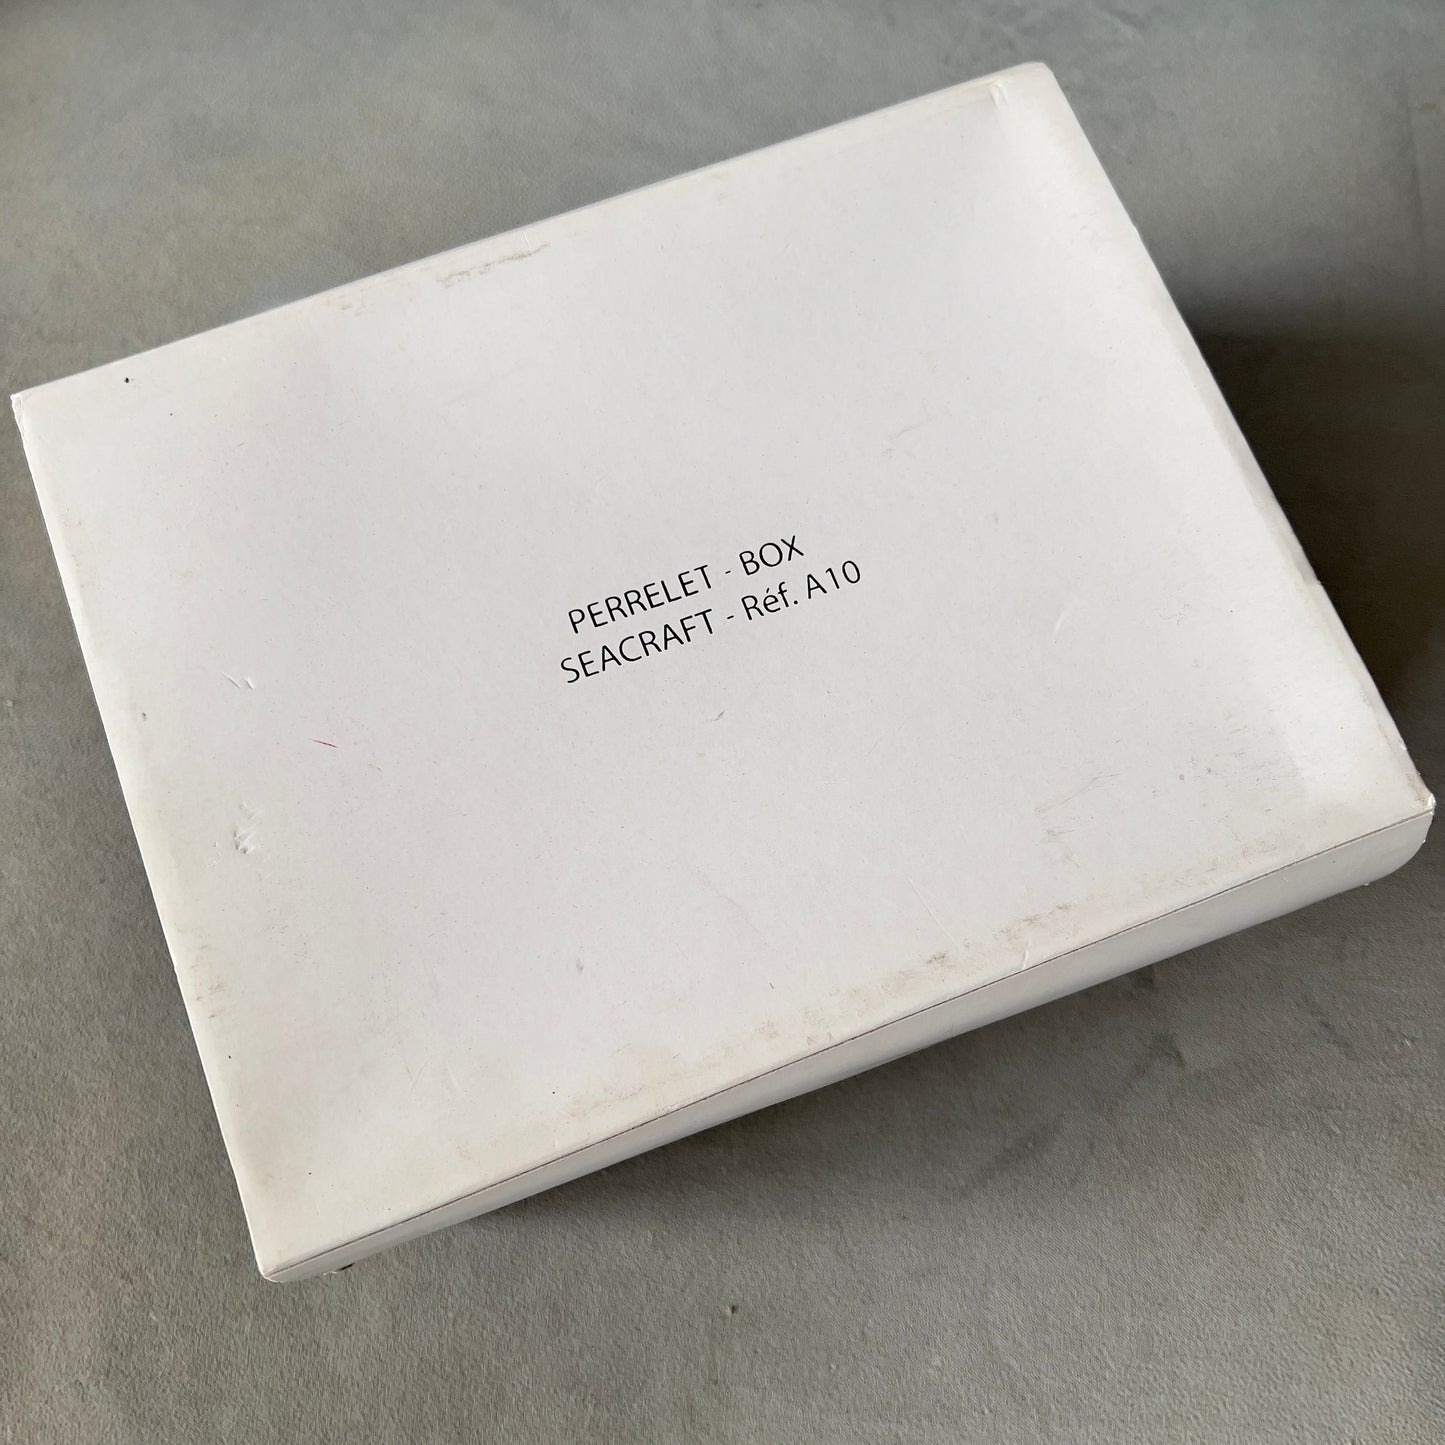 PERRELET - BOX
SEACRAFT - Réf. A10